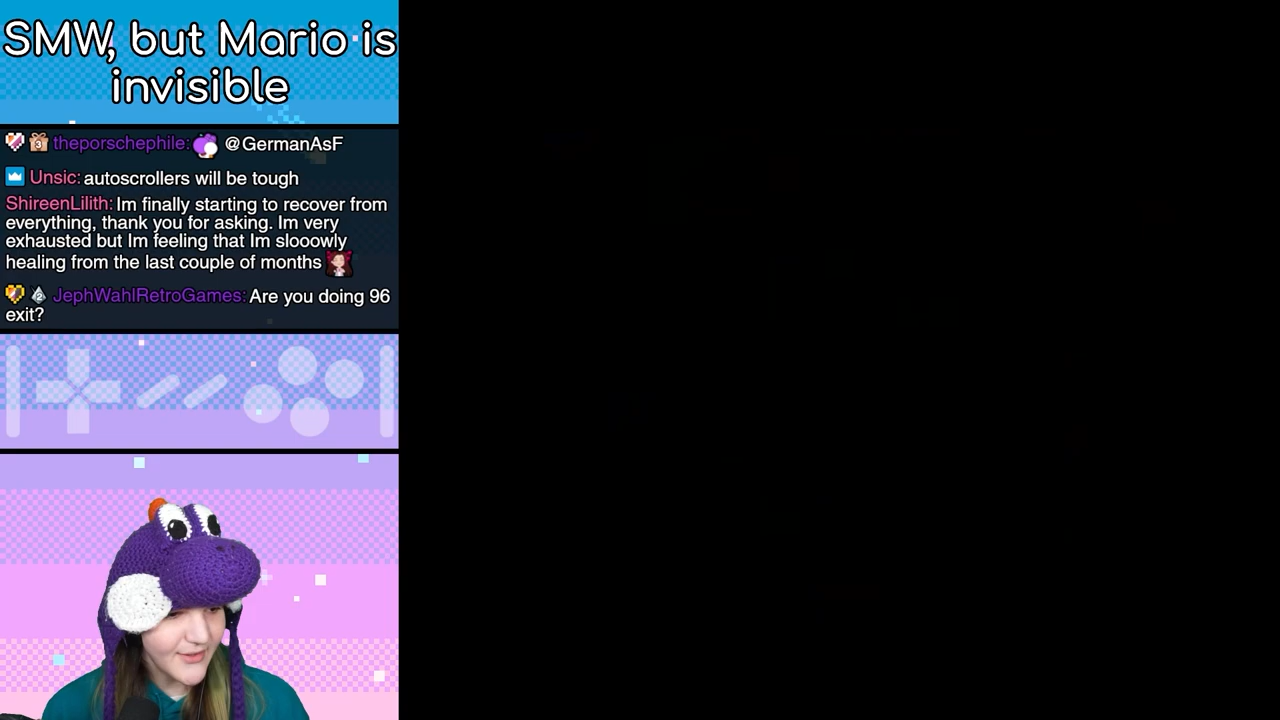 SMW, but Mario is
invisible
theporschephile: @GermanAsF
Unsic: autoscrollers will be tough
ShireenLilith: Im finally starting to recover from
everything, thank you for asking. Im very
exhausted but Im feeling that Im slooowly
healing from the last couple of months
JephWahlRetroGames: Are you doing 96
exit?